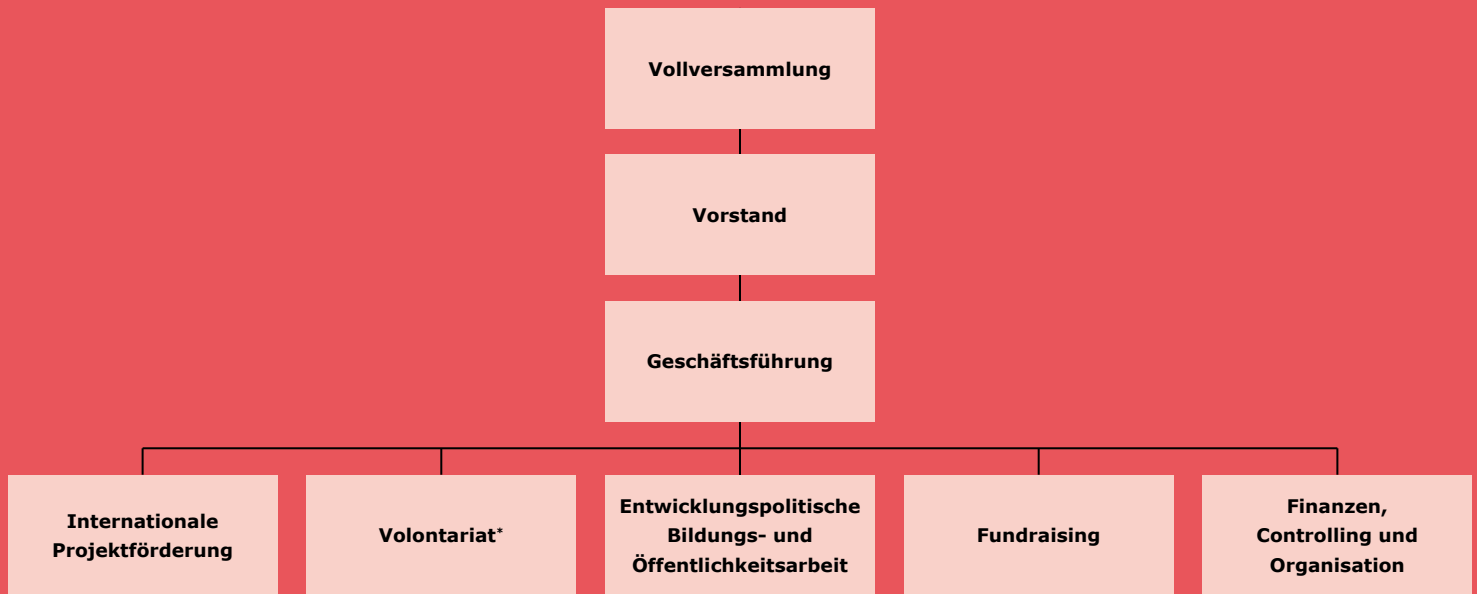 Vollversammlung
Vorstand
Geschäftsführung
Internationale
Projektförderung
Volontariat*
Entwicklungspolitische
Bildungs- und
Öffentlichkeitsarbeit
Fundraising
Finanzen,
Controlling und
Organisation